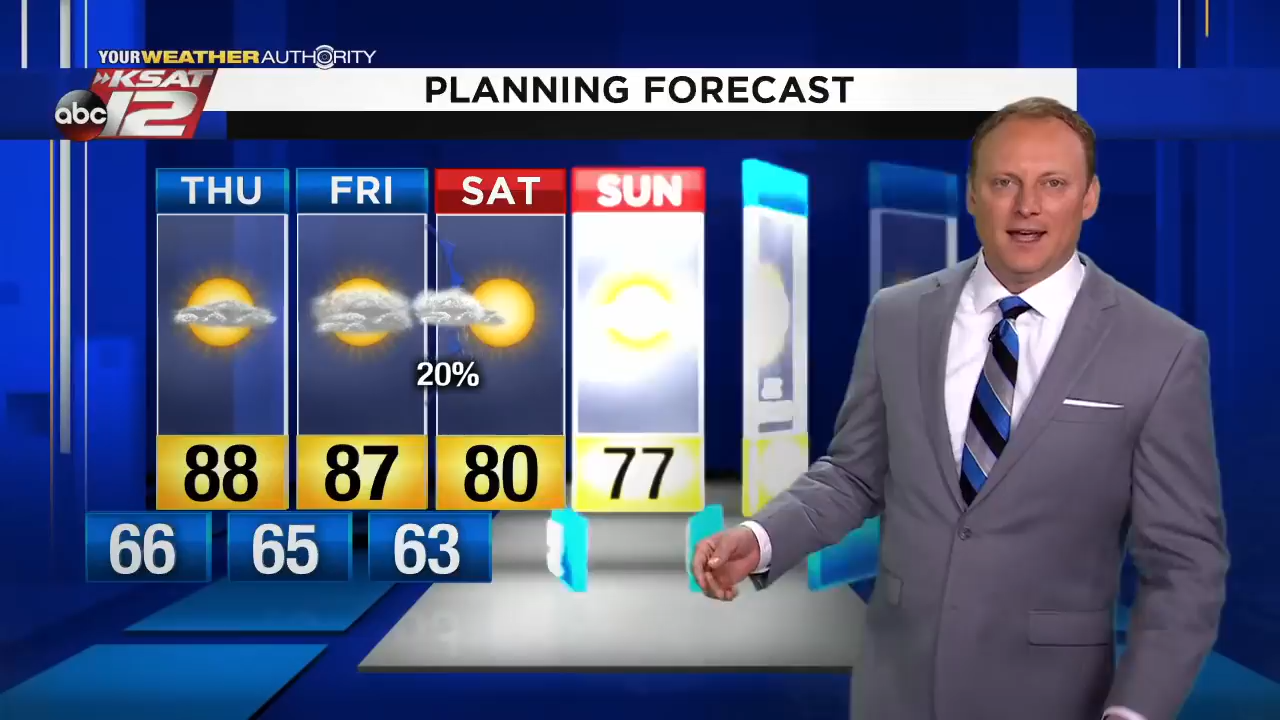 YOURWEATHERAUTHORITY
KSAT
abc
12
PLANNING FORECAST
THU
FRI
SAT
SUN
20%
88
87
80
77
66
65
63